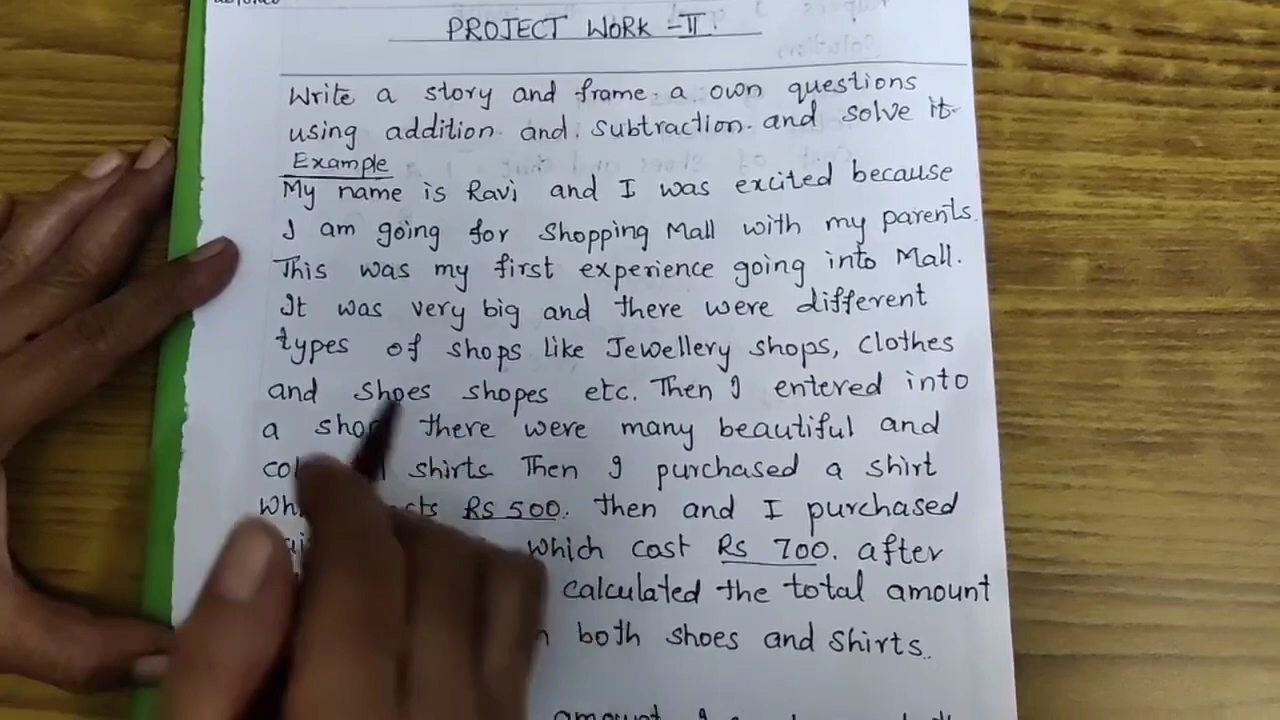 PROJECT WORK -II
Write a story and frame a own questions
using addition and subtraction and solve it
Example
My name is Ravi and I was excited because
I am going for shopping Mall with my parents.
This was my first experience going into Mall.
It was very big and there were different
types of shops like Jewellery shops, clothes
and shoes shopes etc. Then I entered into
a there were many beautiful and
shirts Then I purchased a shirt
RS 500. then and I purchased
which cost Rs 700. after
calculated the total amount
both shoes and shirts.
amount